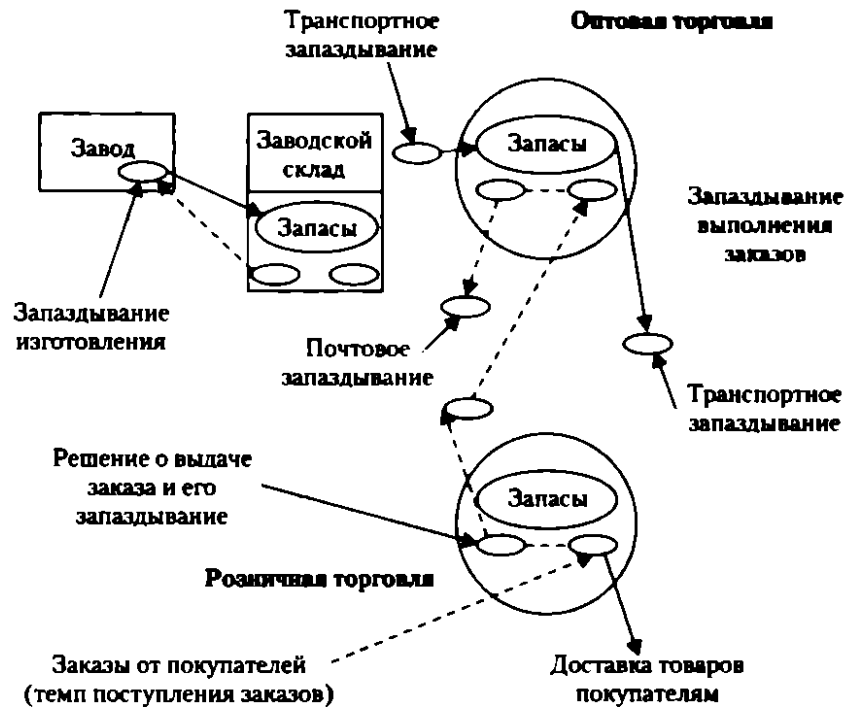 Транспортное
запаздывание
Оптовая торговля
Завод
Заводской
склад
Запасы
Запасы
Запаздывание
выполнения
заказов
Запаздывание
изготовления
Почтовое
запаздывание
Транспортное
запаздывание
Решение о выдаче
заказа и его
запаздывание
Запасы
Розничная торговля
Заказы от покупателей
(темп поступления заказов)
Доставка товаров
покупателям